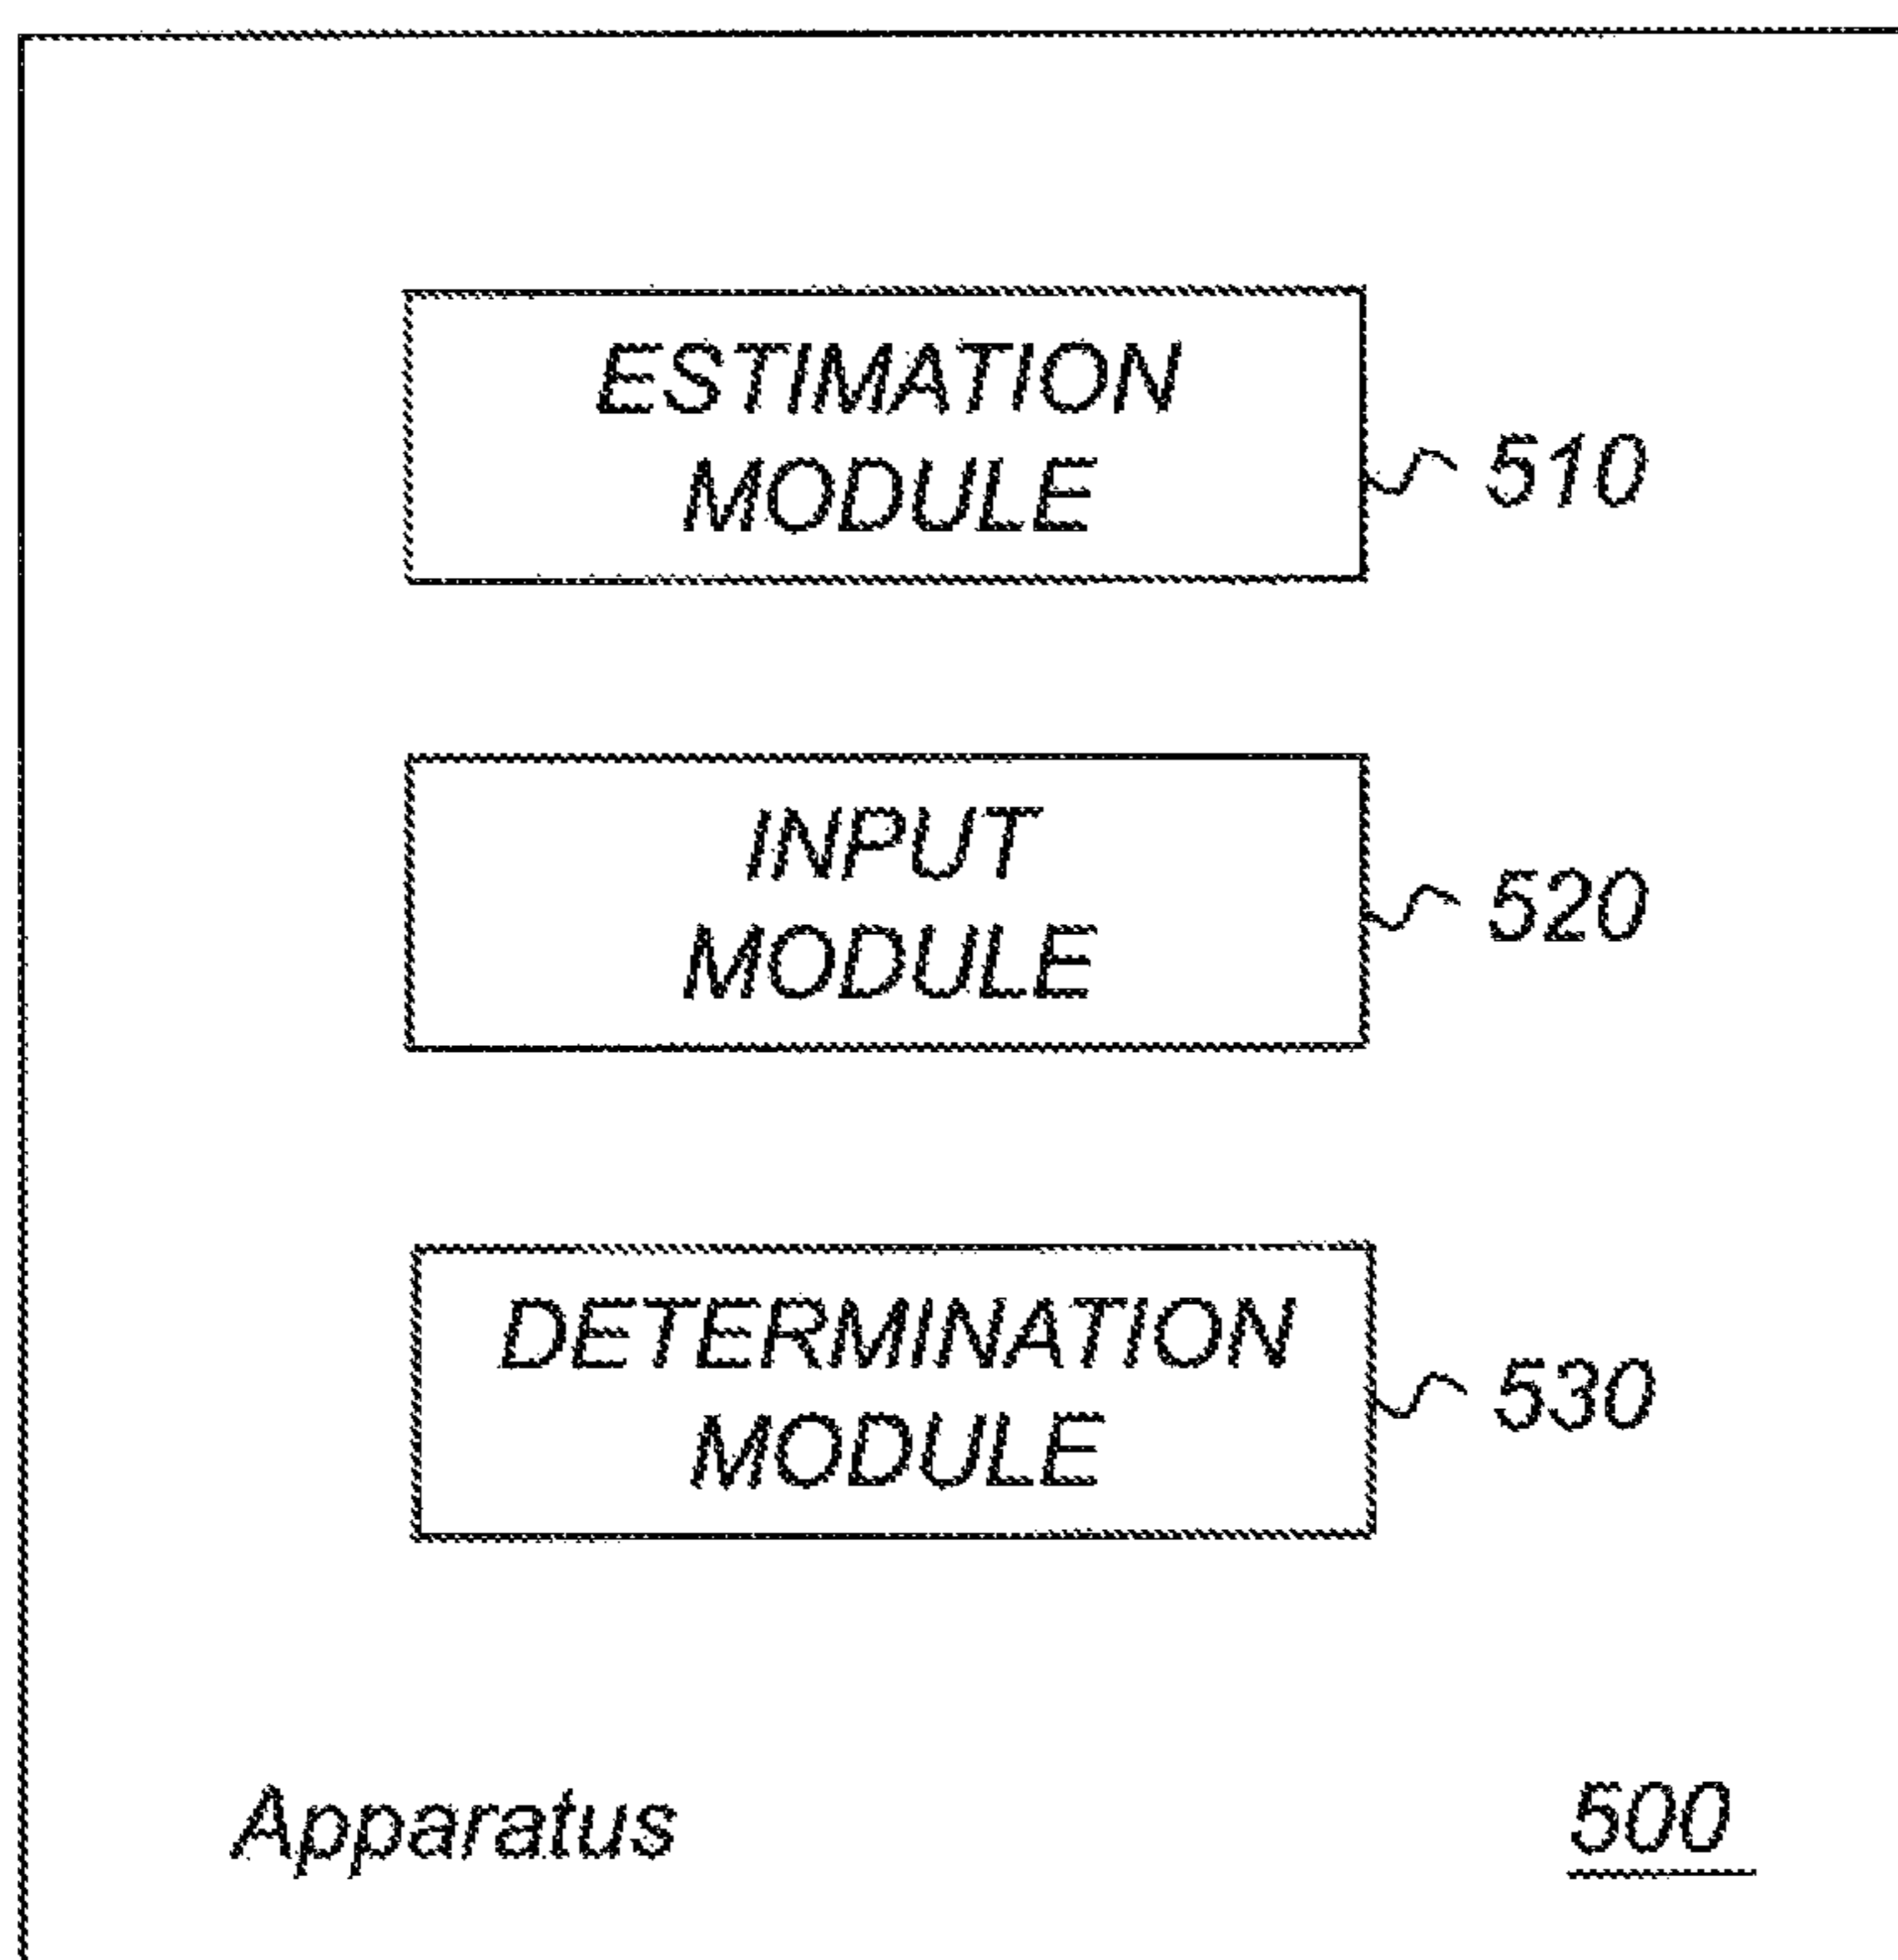 ESTIMATION
MODULE
510
INPUT
MODULE
520
DETERMINATION
MODULE
530
Apparatus
500